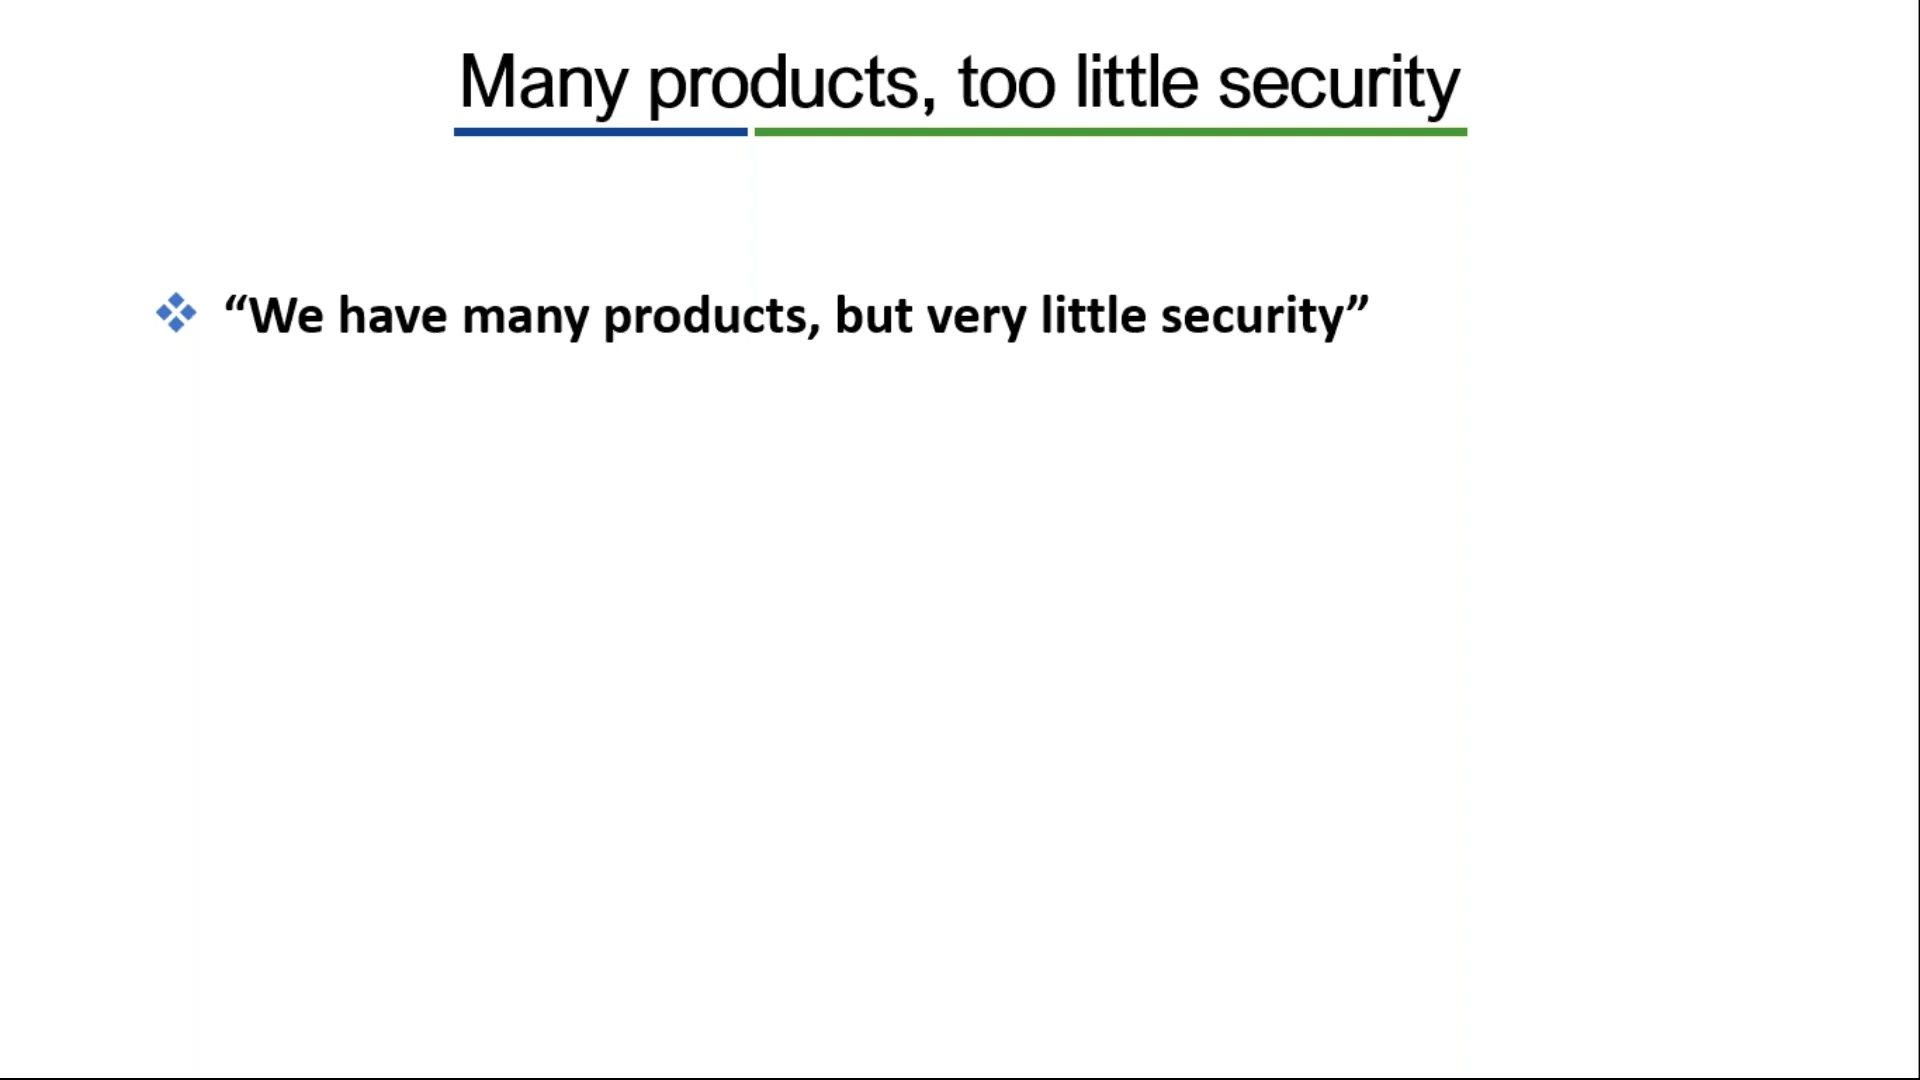 Many products, too little security
“We have many products, but very little security”